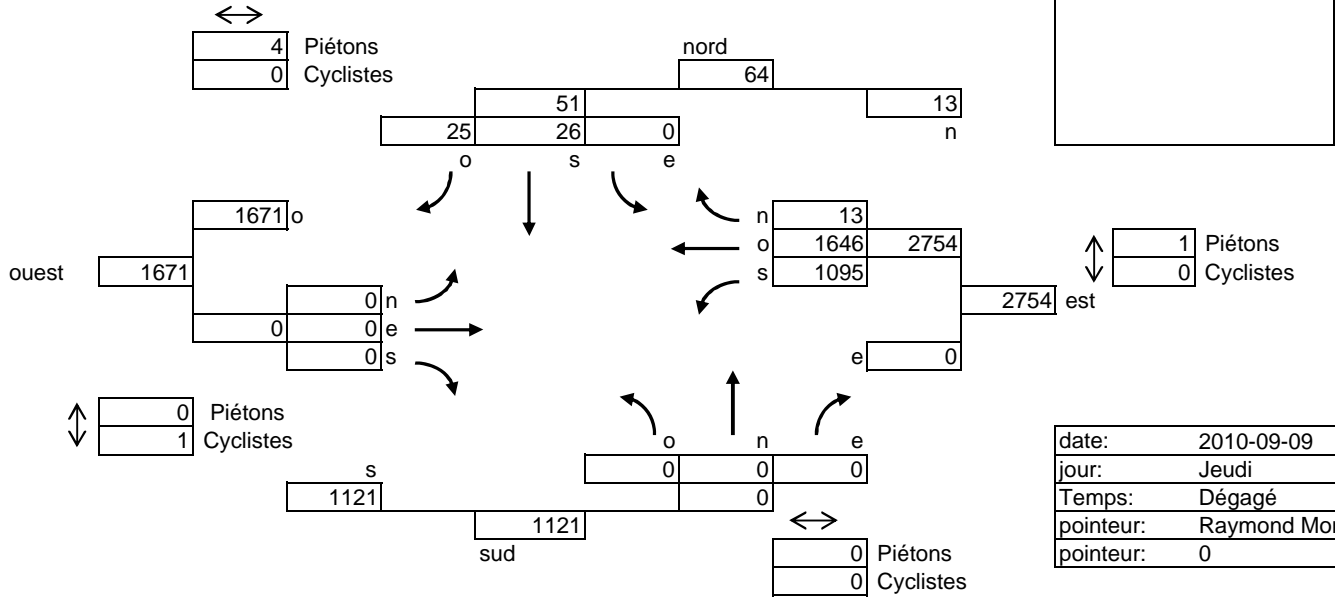 4 Piétons
0 Cyclistes
nord
64
51
13
25 26 0
n
o s e
1671 o
n 13
o 1646 2754
s 1095
1 Piétons
0 Cyclistes
ouest 1671
0 n
0 0 e
0 s
2754 est
e 0
0 Piétons
1 Cyclistes
o n e
s
0 0 0
1121
0
1121
sud
0 Piétons
0 Cyclistes
date: 2010-09-09
jour: Jeudi
Temps: Dégagé
pointeur: Raymond
pointeur: 0